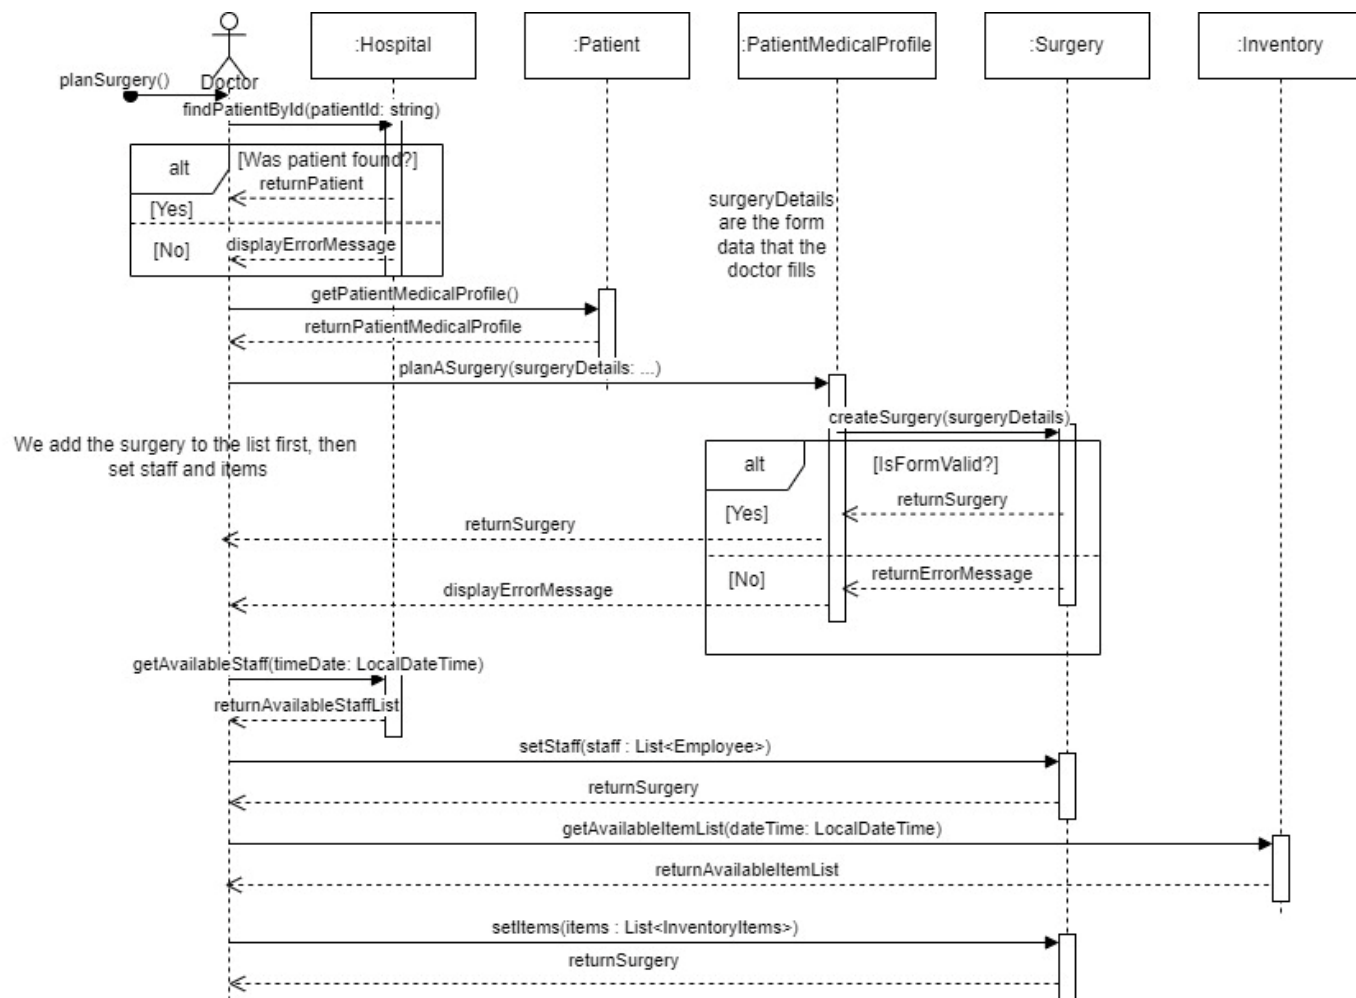 :Hospital
:Patient
:PatientMedicalProfile
:Surgery
:Inventory
planSurgery()
Doctor
findPatientById(patientId: string)
alt
[Was patient found?]
returnPatient
[Yes]
[No]
displayErrorMessage
surgeryDetails
are the form
data that the
doctor fills
getPatientMedicalProfile()
returnPatientMedicalProfile
planASurgery(surgeryDetails: ...)
createSurgery(surgeryDetails)
We add the surgery to the list first, then
set staff and items
alt
[IsFormValid?]
returnSurgery
[Yes]
returnSurgery
returnErrorMessage
[No]
displayErrorMessage
getAvailableStaff(timeDate: LocalDateTime)
returnAvailableStaffList
setStaff(staff : List<Employee>)
returnSurgery
getAvailableItemList(dateTime: LocalDateTime)
returnAvailableItemList
setItems(items : List<InventoryItems>)
returnSurgery